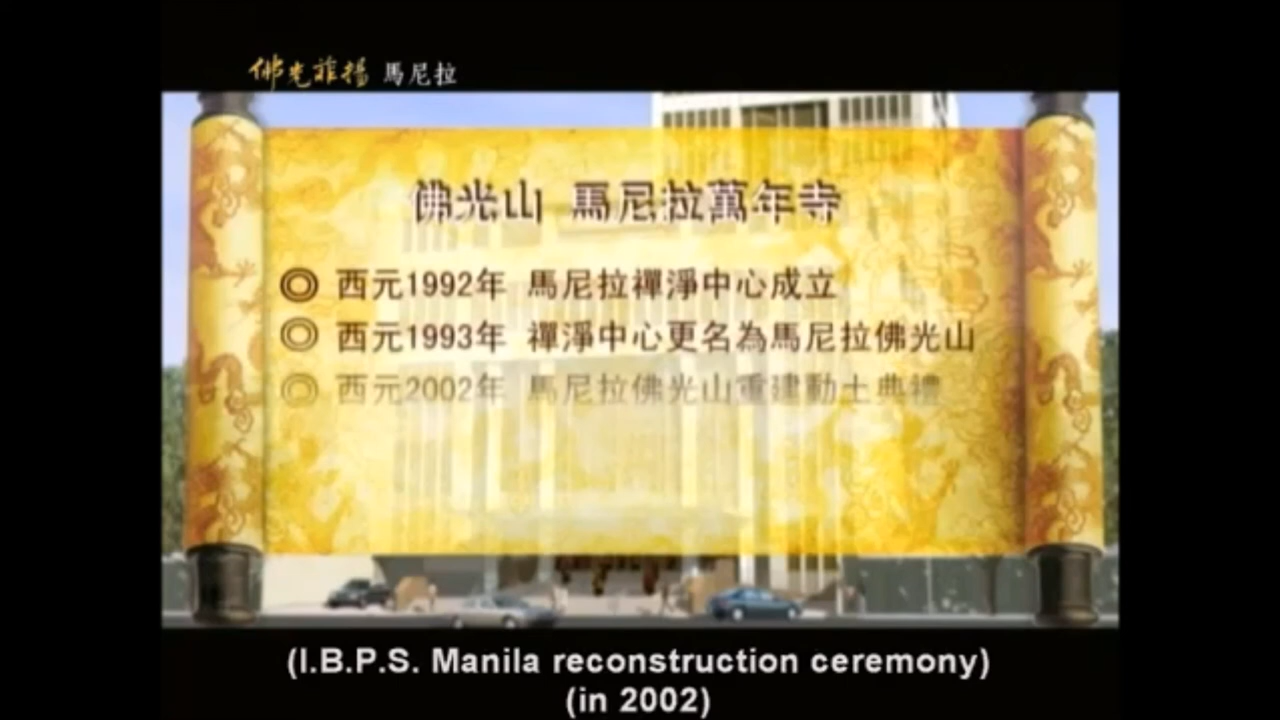 佛光菲揚 馬尼拉
佛光山 馬尼拉萬年寺
◎ 西元1992年 馬尼拉禪淨中心成立
◎ 西元1993年 禪淨中心更名為馬尼拉佛光山
◎ 西元2002年 馬尼拉佛光山重建動土典禮
(I.B.P.S. Manila reconstruction ceremony)
(in 2002)